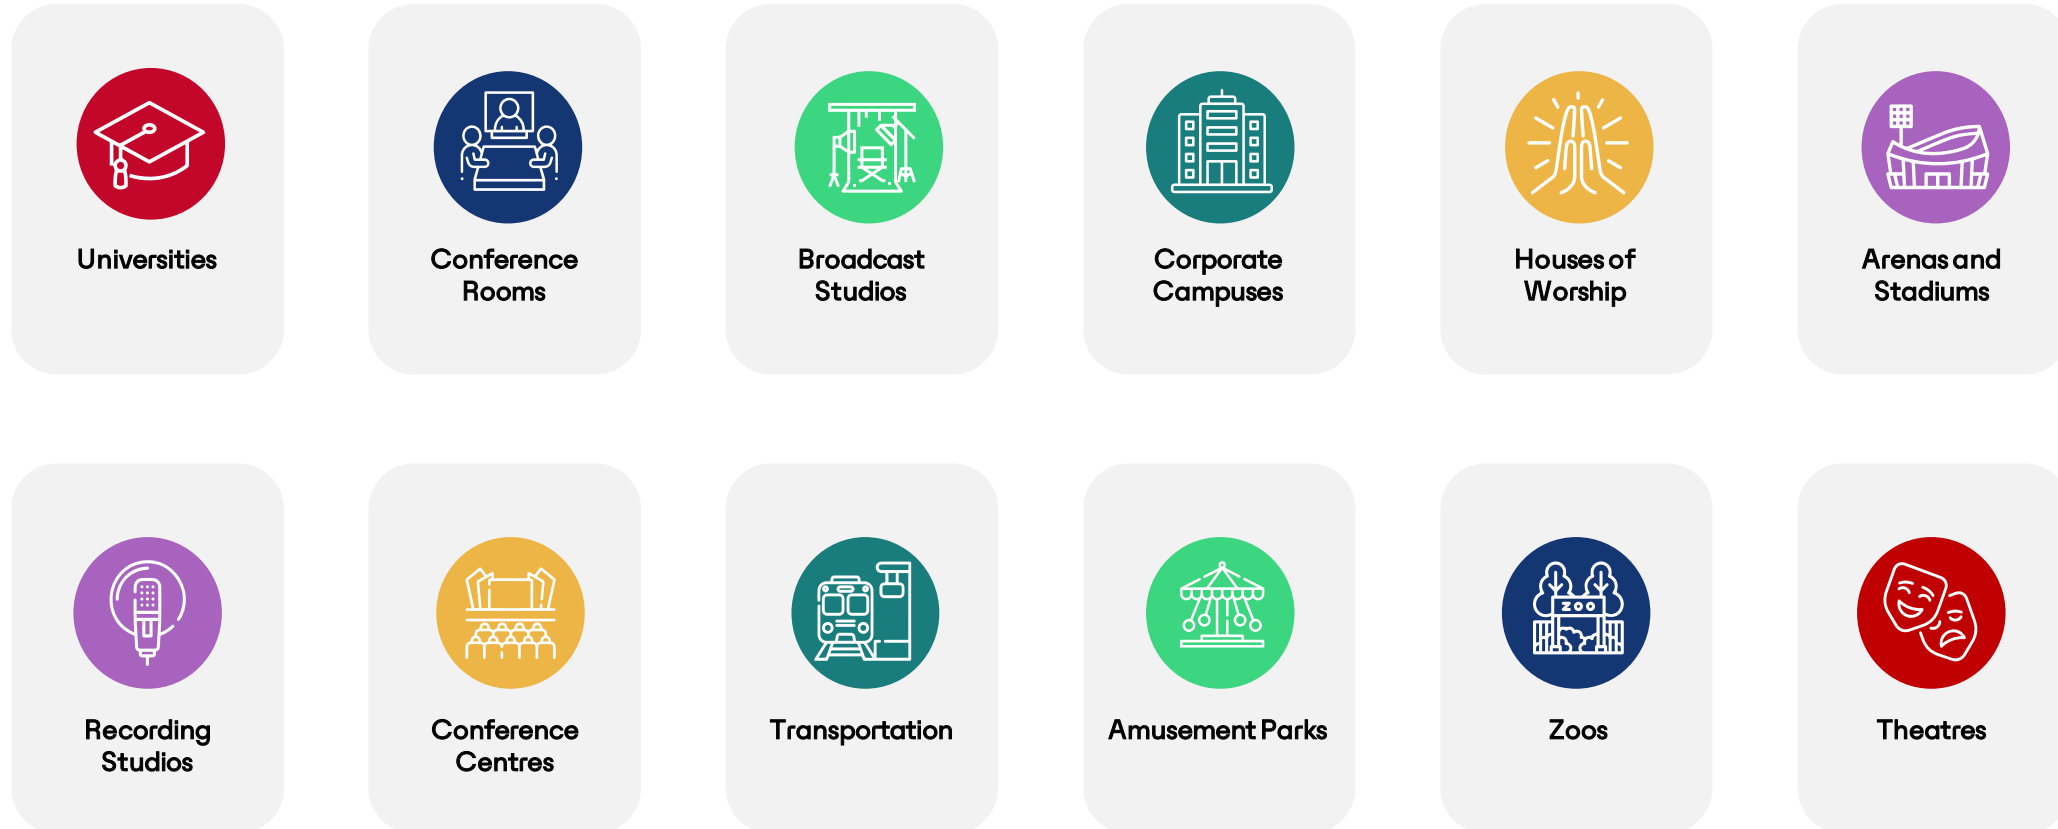 Universities
Conference
Rooms
Broadcast
Studios
Corporate
Campuses
Houses of
Worship
Arenas and
Stadiums
Recording
Studios
Conference
Centres
Transportation
Amusement Parks
ZOO
Zoos
Theatres